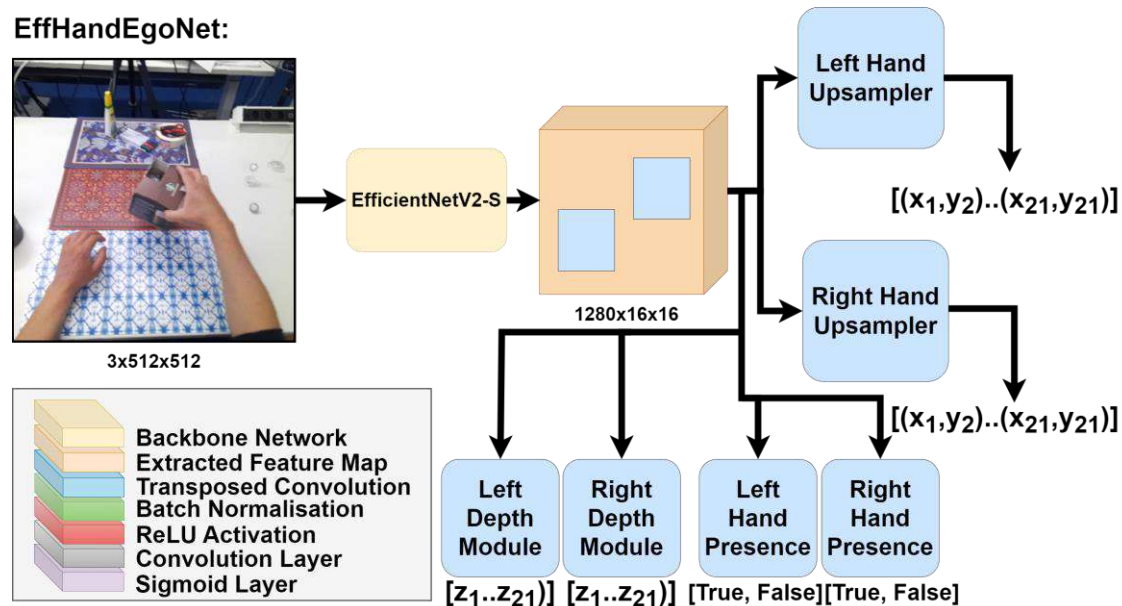 EffHandEgoNet:
Left Hand
Upsampler
EfficientNetV2-S
[(x1,y2)..(x21,y21)]
Right Hand
Upsampler
1280x16x16
3x512x512
[(x1,y2)..(x21,y21)]
Backbone Network
Extracted Feature Map
Transposed Convolution
Batch Normalisation
ReLU Activation
Convolution Layer
Sigmoid Layer
Left
Depth
Module
Right
Depth
Module
Left
Hand
Presence
Right
Hand
Presence
[z1..z21)]
[z1..z21)]
[True, False]
[True, False]